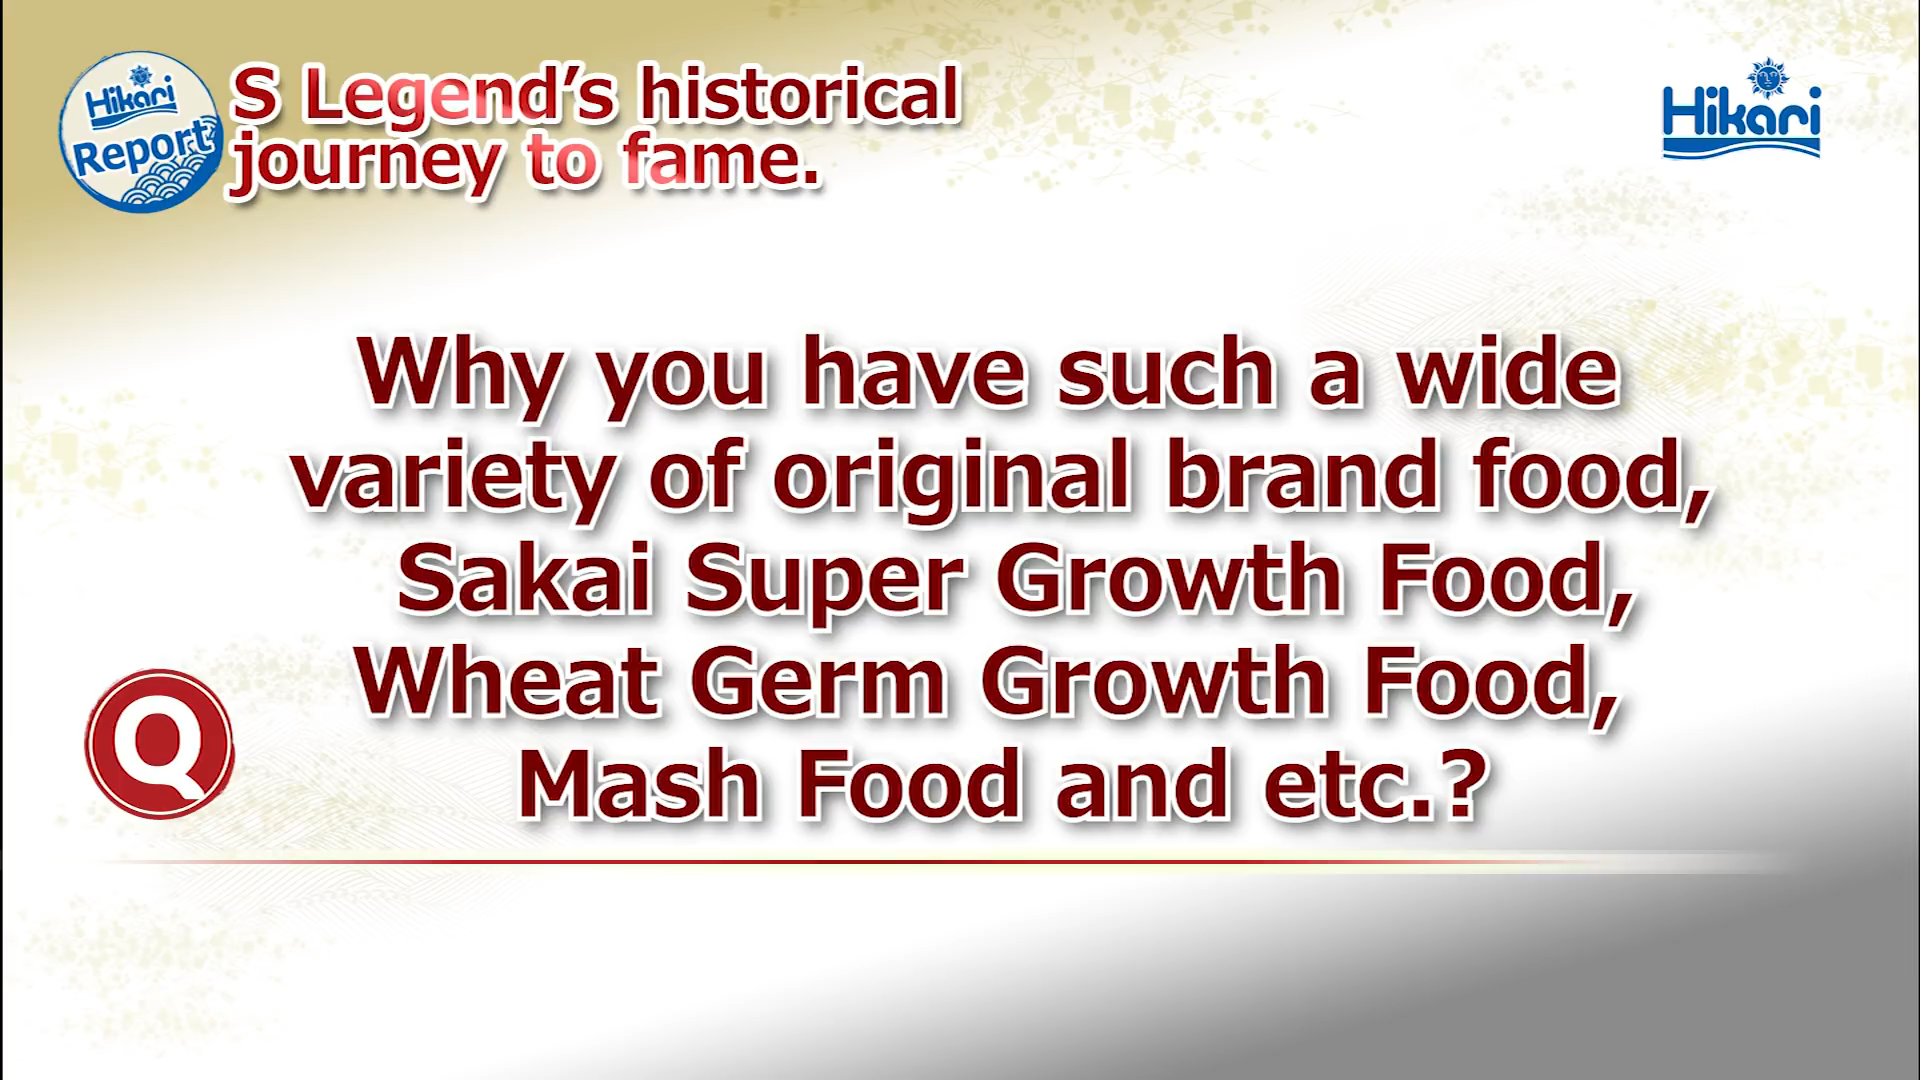 Hikari
Report
S Legend’s historical
journey to fame.
Hikari
Why you have such a wide
variety of original brand food,
Sakai Super Growth Food,
Wheat Germ Growth Food,
Mash Food and etc.?
Q